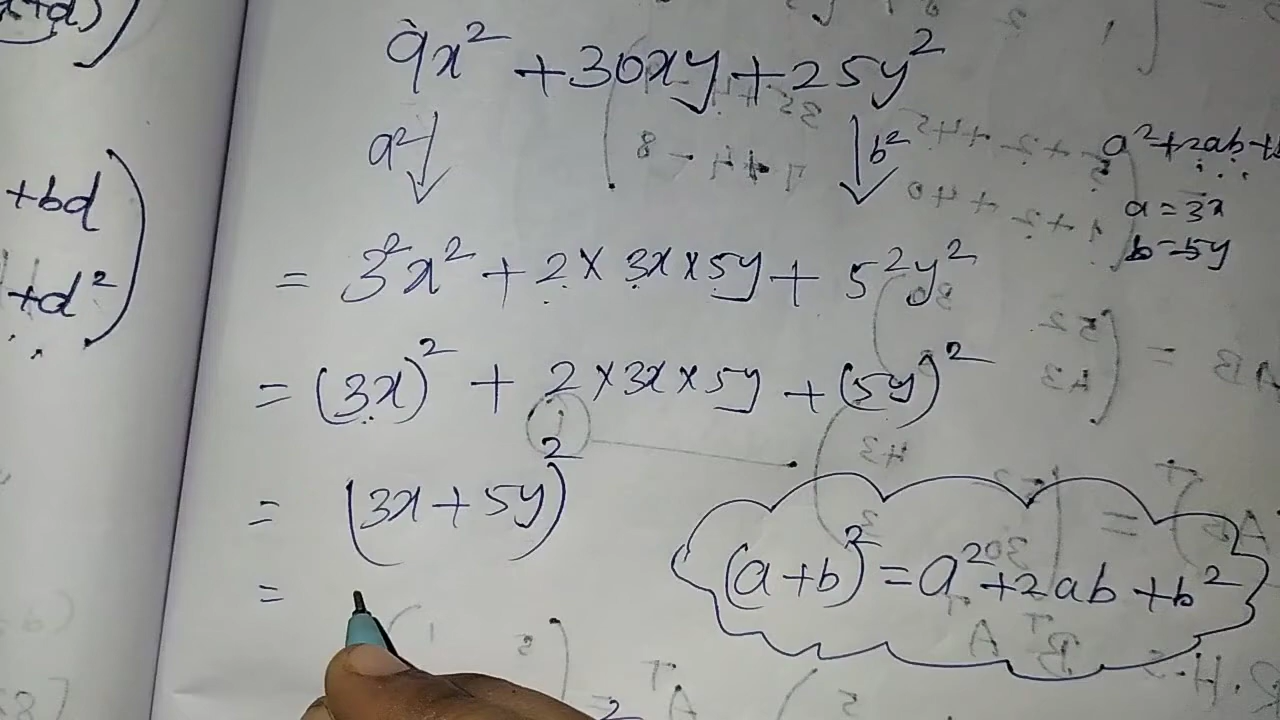 9x² + 30xy + 25y²
a² b²
a² + 2ab +
a = 3x
b = 5y
= 3²x² + 2 × 3x × 5y + 5²y²
= (3x)² + 2 × 3x × 5y + (5y)²
= (3x + 5y)²
(a + b)² = a² + 2ab + b²
=
+bd
+d²